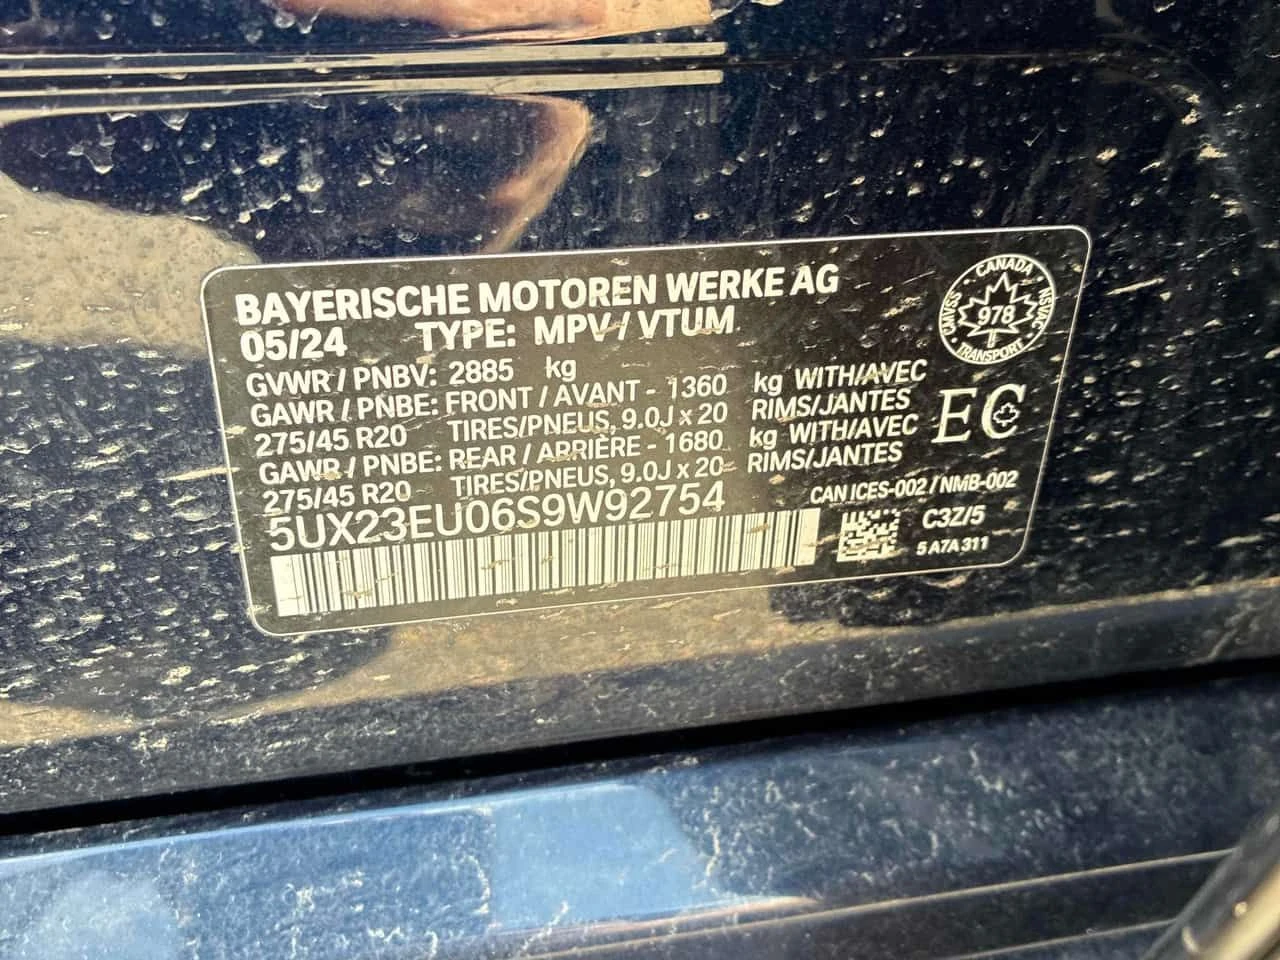 BAYERISCHE MOTOREN WERKE AG
05/24 TYPE: MPV / VTUM
GVWR / PNBV: 2885 kg
GAWR / PNBE: FRONT / AVANT - 1360 kg WITH/AVEC
275/45 R20 TIRES/PNEUS, 9.0J x 20 RIMS/JANTES
GAWR / PNBE: REAR / ARRIÈRE - 1680 kg WITH/AVEC
275/45 R20 TIRES/PNEUS, 9.0J x 20 RIMS/JANTES
5UX23EU06S9W92754
CANADA
CMVSS 978 NSVAC
TRANSPORT
EC
CAN ICES-002 / NMB-002
C3Z/5
5 A7A 311